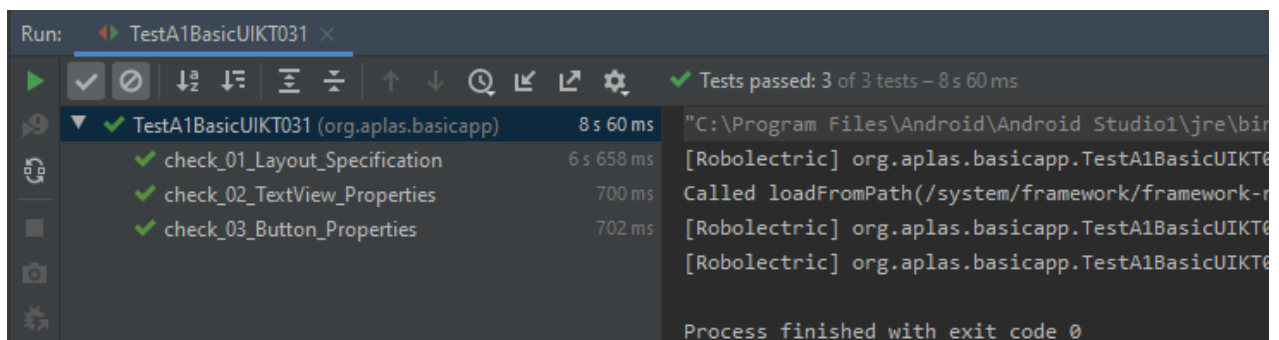 Run: TestA1BasicUIKT031 ×
Tests passed: 3 of 3 tests – 8 s 60 ms
TestA1BasicUIKT031 (org.aplas.basicapp) 8 s 60 ms
check_01_Layout_Specification 6 s 658 ms
check_02_TextView_Properties 700 ms
check_03_Button_Properties 702 ms
"C:\Program Files\Android\Android Studio1\jre\bin
[Robolectric] org.aplas.basicapp.TestA1BasicUIKT0
Called loadFromPath(/system/framework/framework-r
[Robolectric] org.aplas.basicapp.TestA1BasicUIKT0
[Robolectric] org.aplas.basicapp.TestA1BasicUIKT0
Process finished with exit code 0